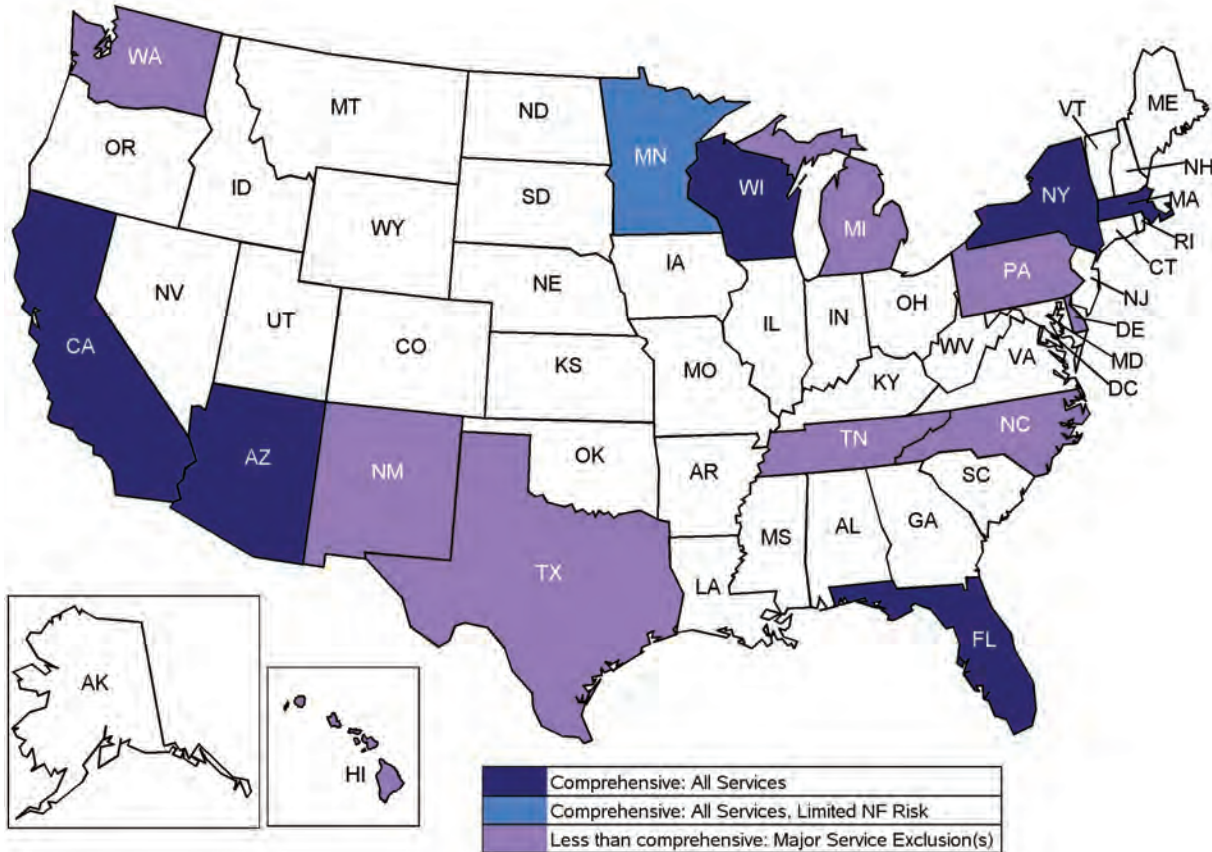 WA
MT
ND
VT
ME
OR
MN
ID
SD
WI
NY
NH
MA
WY
MI
RI
IA
PA
CT
NV
NE
OH
NJ
UT
IL
IN
DE
CA
CO
WV
VA
MD
KS
MO
KY
DC
AZ
NM
OK
TN
NC
AR
SC
MS
AL
GA
TX
LA
FL
AK
HI
Comprehensive: All Services
Comprehensive: All Services, Limited NF Risk
Less than comprehensive: Major Service Exclusion(s)